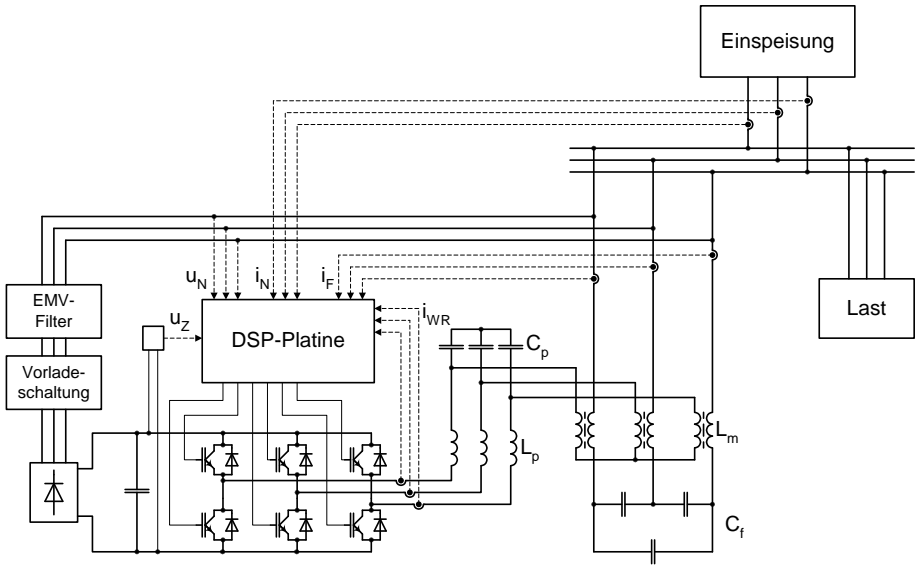 Einspeisung
u_N
i_N
i_F
EMV-
Filter
u_Z
DSP-Platine
i_WR
Last
C_p
Vorlade-
schaltung
L_p
L_m
C_f